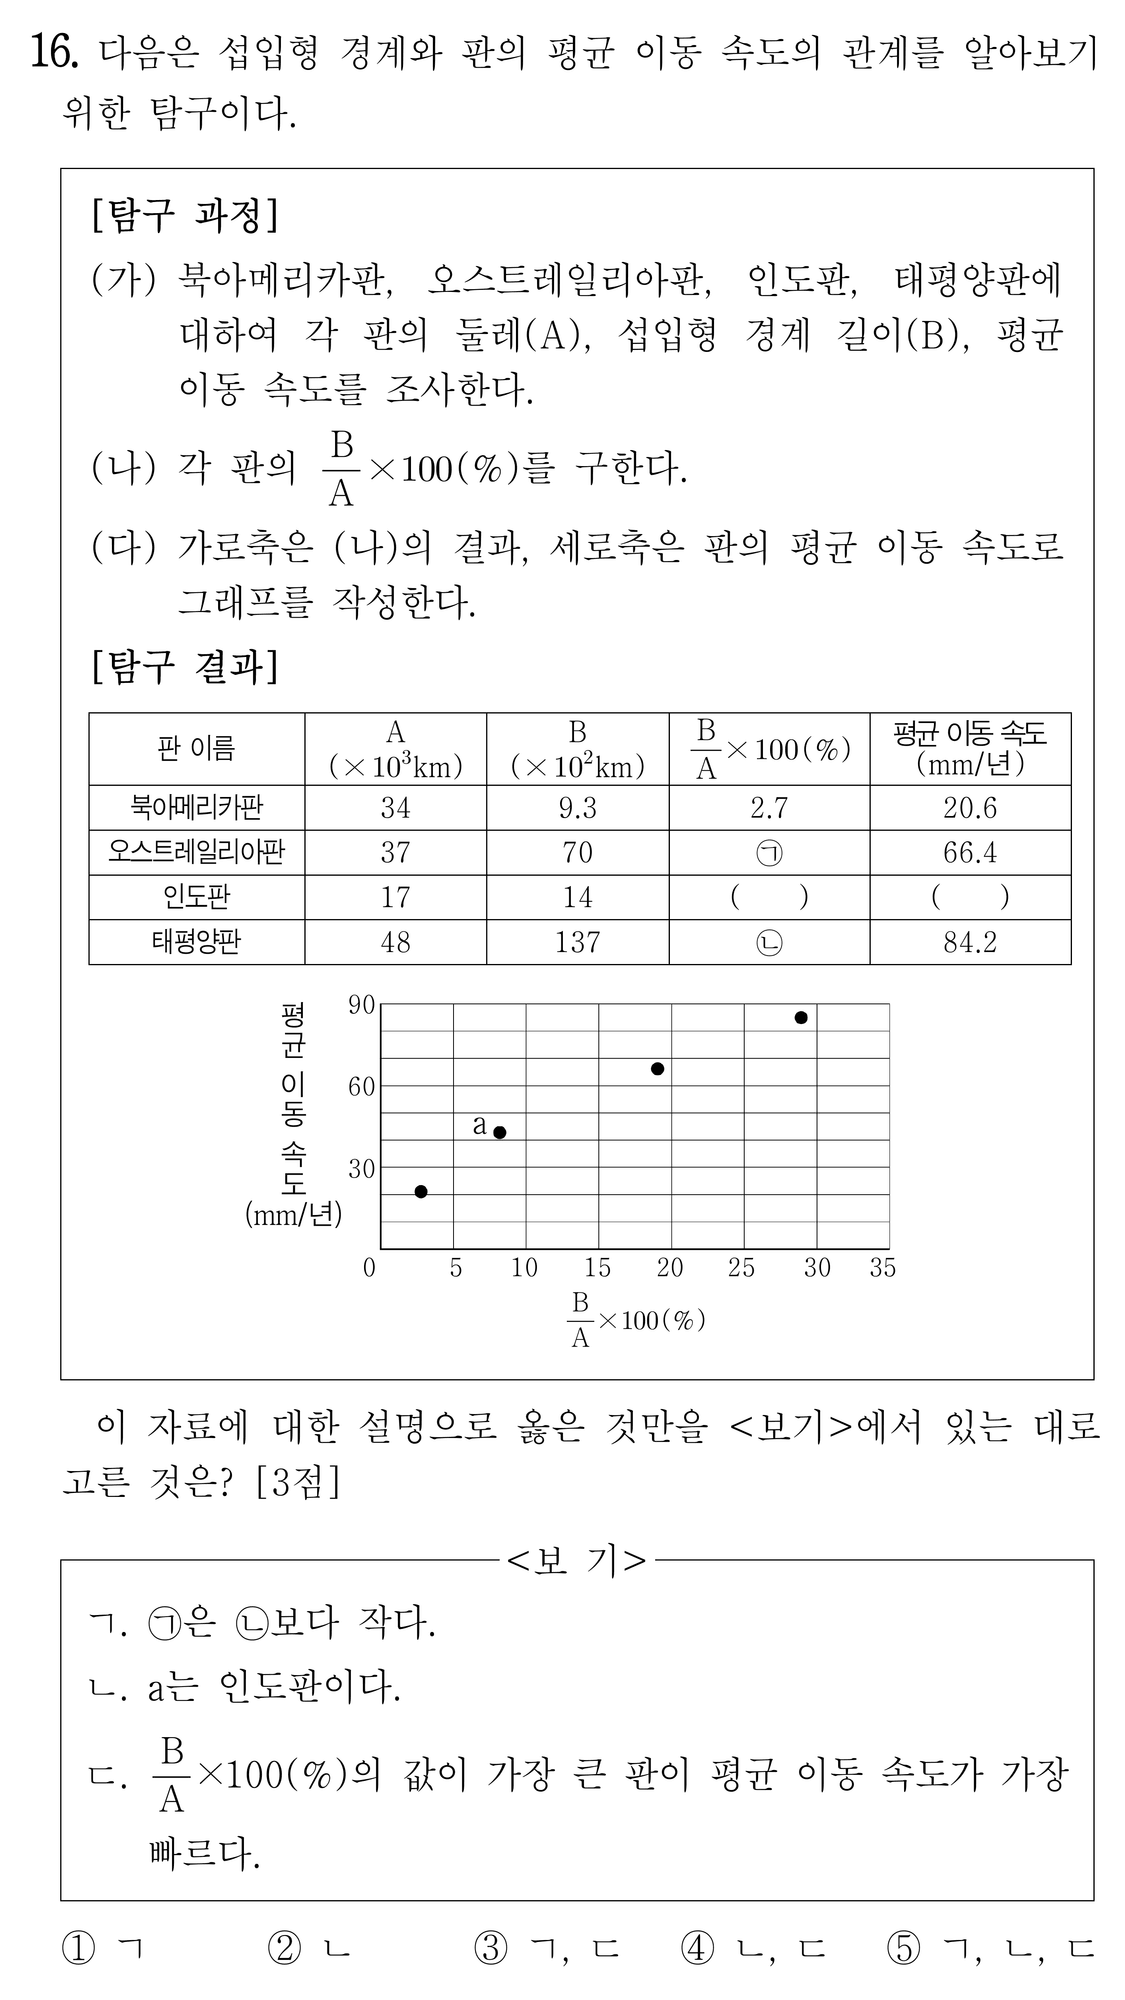 16. 다음은 섭입형 경계와 판의 평균 이동 속도의 관계를 알아보기
위한 탐구이다.
[탐구 과정]
(가) 북아메리카판, 오스트레일리아판, 인도판, 태평양판에
대하여 각 판의 둘레(A), 섭입형 경계 길이(B), 평균
이동 속도를 조사한다.
(나) 각 판의 B/A×100(%)를 구한다.
(다) 가로축은 (나)의 결과, 세로축은 판의 평균 이동 속도로
그래프를 작성한다.
[탐구 결과]
판 이름 A (×10³km) B (×10²km) B/A×100(%) 평균 이동 속도 (mm/년)
북아메리카판 34 9.3 2.7 20.6
오스트레일리아판 37 70 ㉠ 66.4
인도판 17 14 ( ) ( )
태평양판 48 137 ㉡ 84.2
평균 이동 속도
(mm/년)
90
60
30
a
0 5 10 15 20 25 30 35
B/A×100(%)
이 자료에 대한 설명으로 옳은 것만을 <보기>에서 있는 대로
고른 것은? [3점]
<보 기>
ㄱ. ㉠은 ㉡보다 작다.
ㄴ. a는 인도판이다.
ㄷ. B/A×100(%)의 값이 가장 큰 판이 평균 이동 속도가 가장
빠르다.
① ㄱ ② ㄴ ③ ㄱ, ㄷ ④ ㄴ, ㄷ ⑤ ㄱ, ㄴ, ㄷ